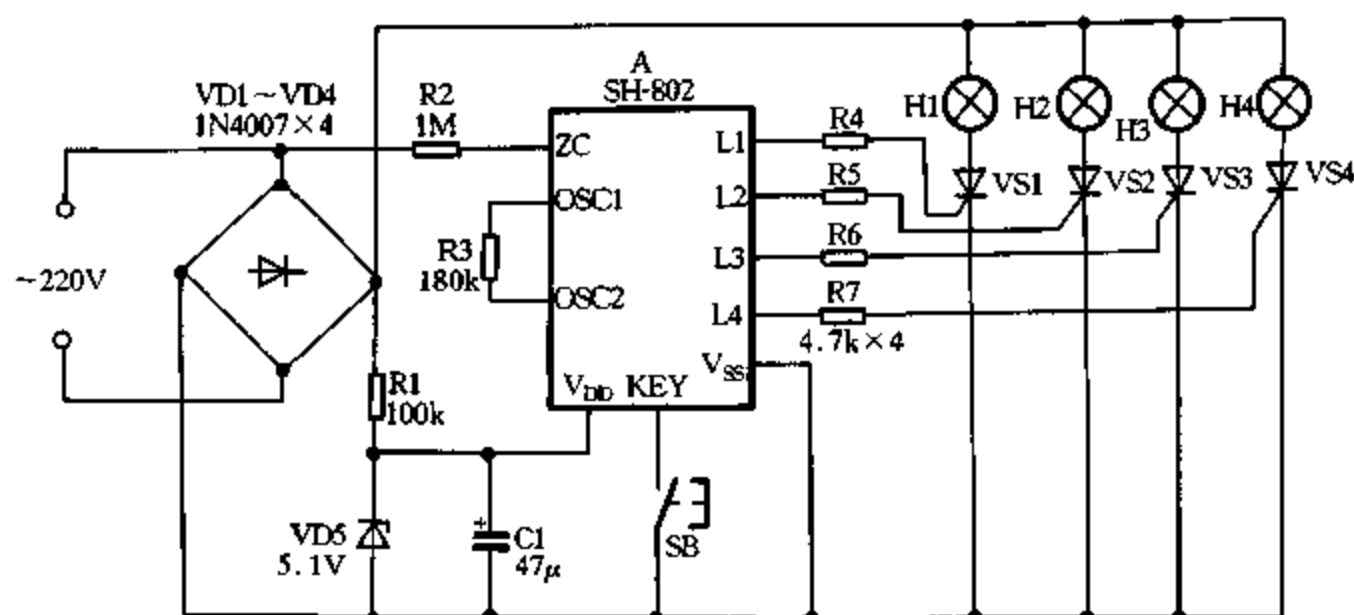 A
SH-802
VD1～VD4
1N4007×4
R2
1M
ZC
OSC1
OSC2
R3
180k
~220V
L1
L2
L3
L4
V_SS
V_DD
KEY
R4
R5
R6
R7
4.7k×4
H1
H2
H3
H4
VS1
VS2
VS3
VS4
R1
100k
VD5
5.1V
+
C1
47μ
SB